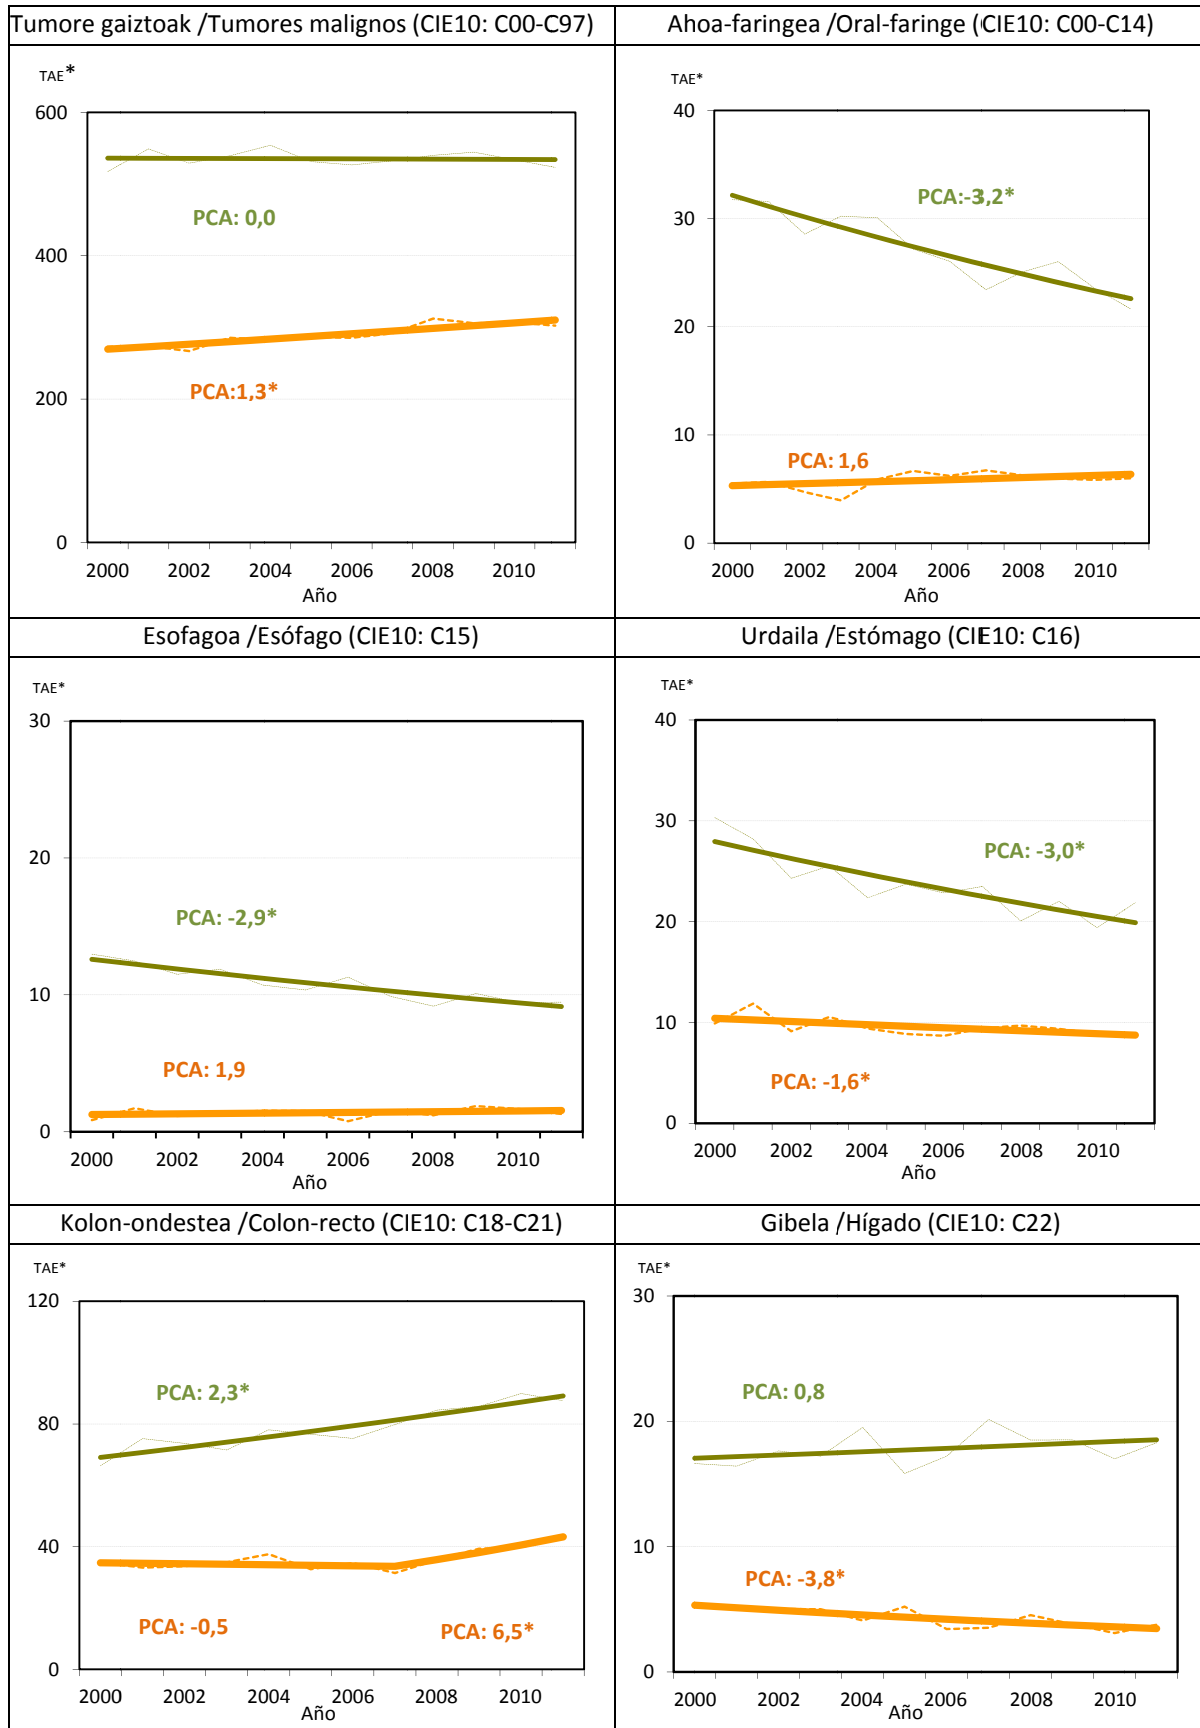 Tumore gaiztoak /Tumores malignos (CIE10: C00-C97)
TAE*
600
400
200
0
PCA: 0,0
PCA:1,3*
2000 2002 2004 2006 2008 2010
Año
Ahoa-faringea /Oral-faringe (CIE10: C00-C14)
TAE*
40
30
20
10
0
PCA:-3,2*
PCA: 1,6
2000 2002 2004 2006 2008 2010
Año
Esofagoa /Esófago (CIE10: C15)
TAE*
30
20
10
0
PCA: -2,9*
PCA: 1,9
2000 2002 2004 2006 2008 2010
Año
Urdaila /Estómago (CIE10: C16)
TAE*
40
30
20
10
0
PCA: -3,0*
PCA: -1,6*
2000 2002 2004 2006 2008 2010
Año
Kolon-ondestea /Colon-recto (CIE10: C18-C21)
TAE*
120
80
40
0
PCA: 2,3*
PCA: -0,5
PCA: 6,5*
2000 2002 2004 2006 2008 2010
Año
Gibela /Hígado (CIE10: C22)
TAE*
30
20
10
0
PCA: 0,8
PCA: -3,8*
2000 2002 2004 2006 2008 2010
Año